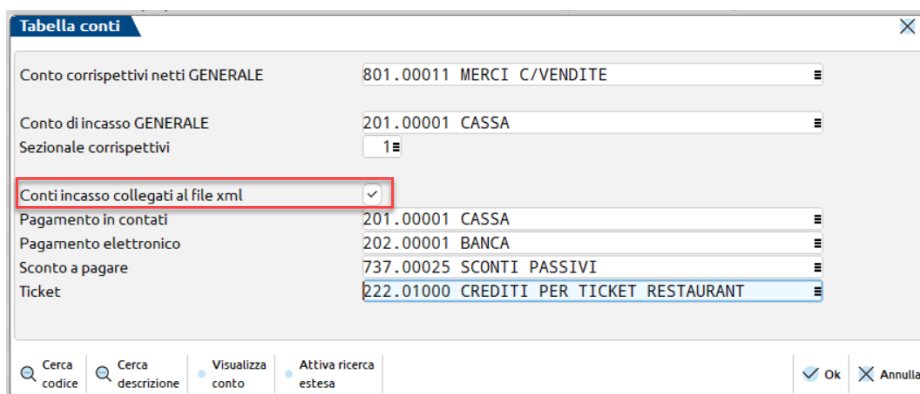 Tabella conti
Conto corrispettivi netti GENERALE 801.00011 MERCI C/VENDITE
Conto di incasso GENERALE 201.00001 CASSA
Sezionale corrispettivi 1
Conti incasso collegati al file xml
Pagamento in contati 201.00001 CASSA
Pagamento elettronico 202.00001 BANCA
Sconto a pagare 737.00025 SCONTI PASSIVI
Ticket 222.01000 CREDITI PER TICKET RESTAURANT
Cerca codice Cerca descrizione Visualizza conto Attiva ricerca estesa Ok Annulla